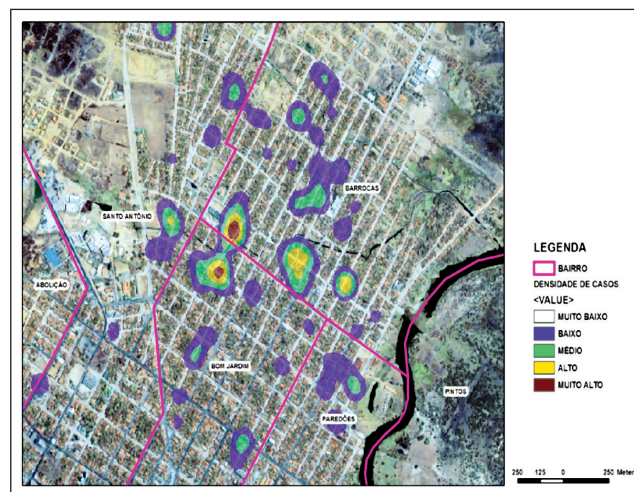 BARROCAS
SANTO ANTÔNIO
ABOLIÇÃO
BOM JARDIM
PINTOS
PAREDÕES
LEGENDA
BAIRRO
DENSIDADE DE CASOS
<VALUE>
MUITO BAIXO
BAIXO
MÉDIO
ALTO
MUITO ALTO
250 125 0 250 Meter